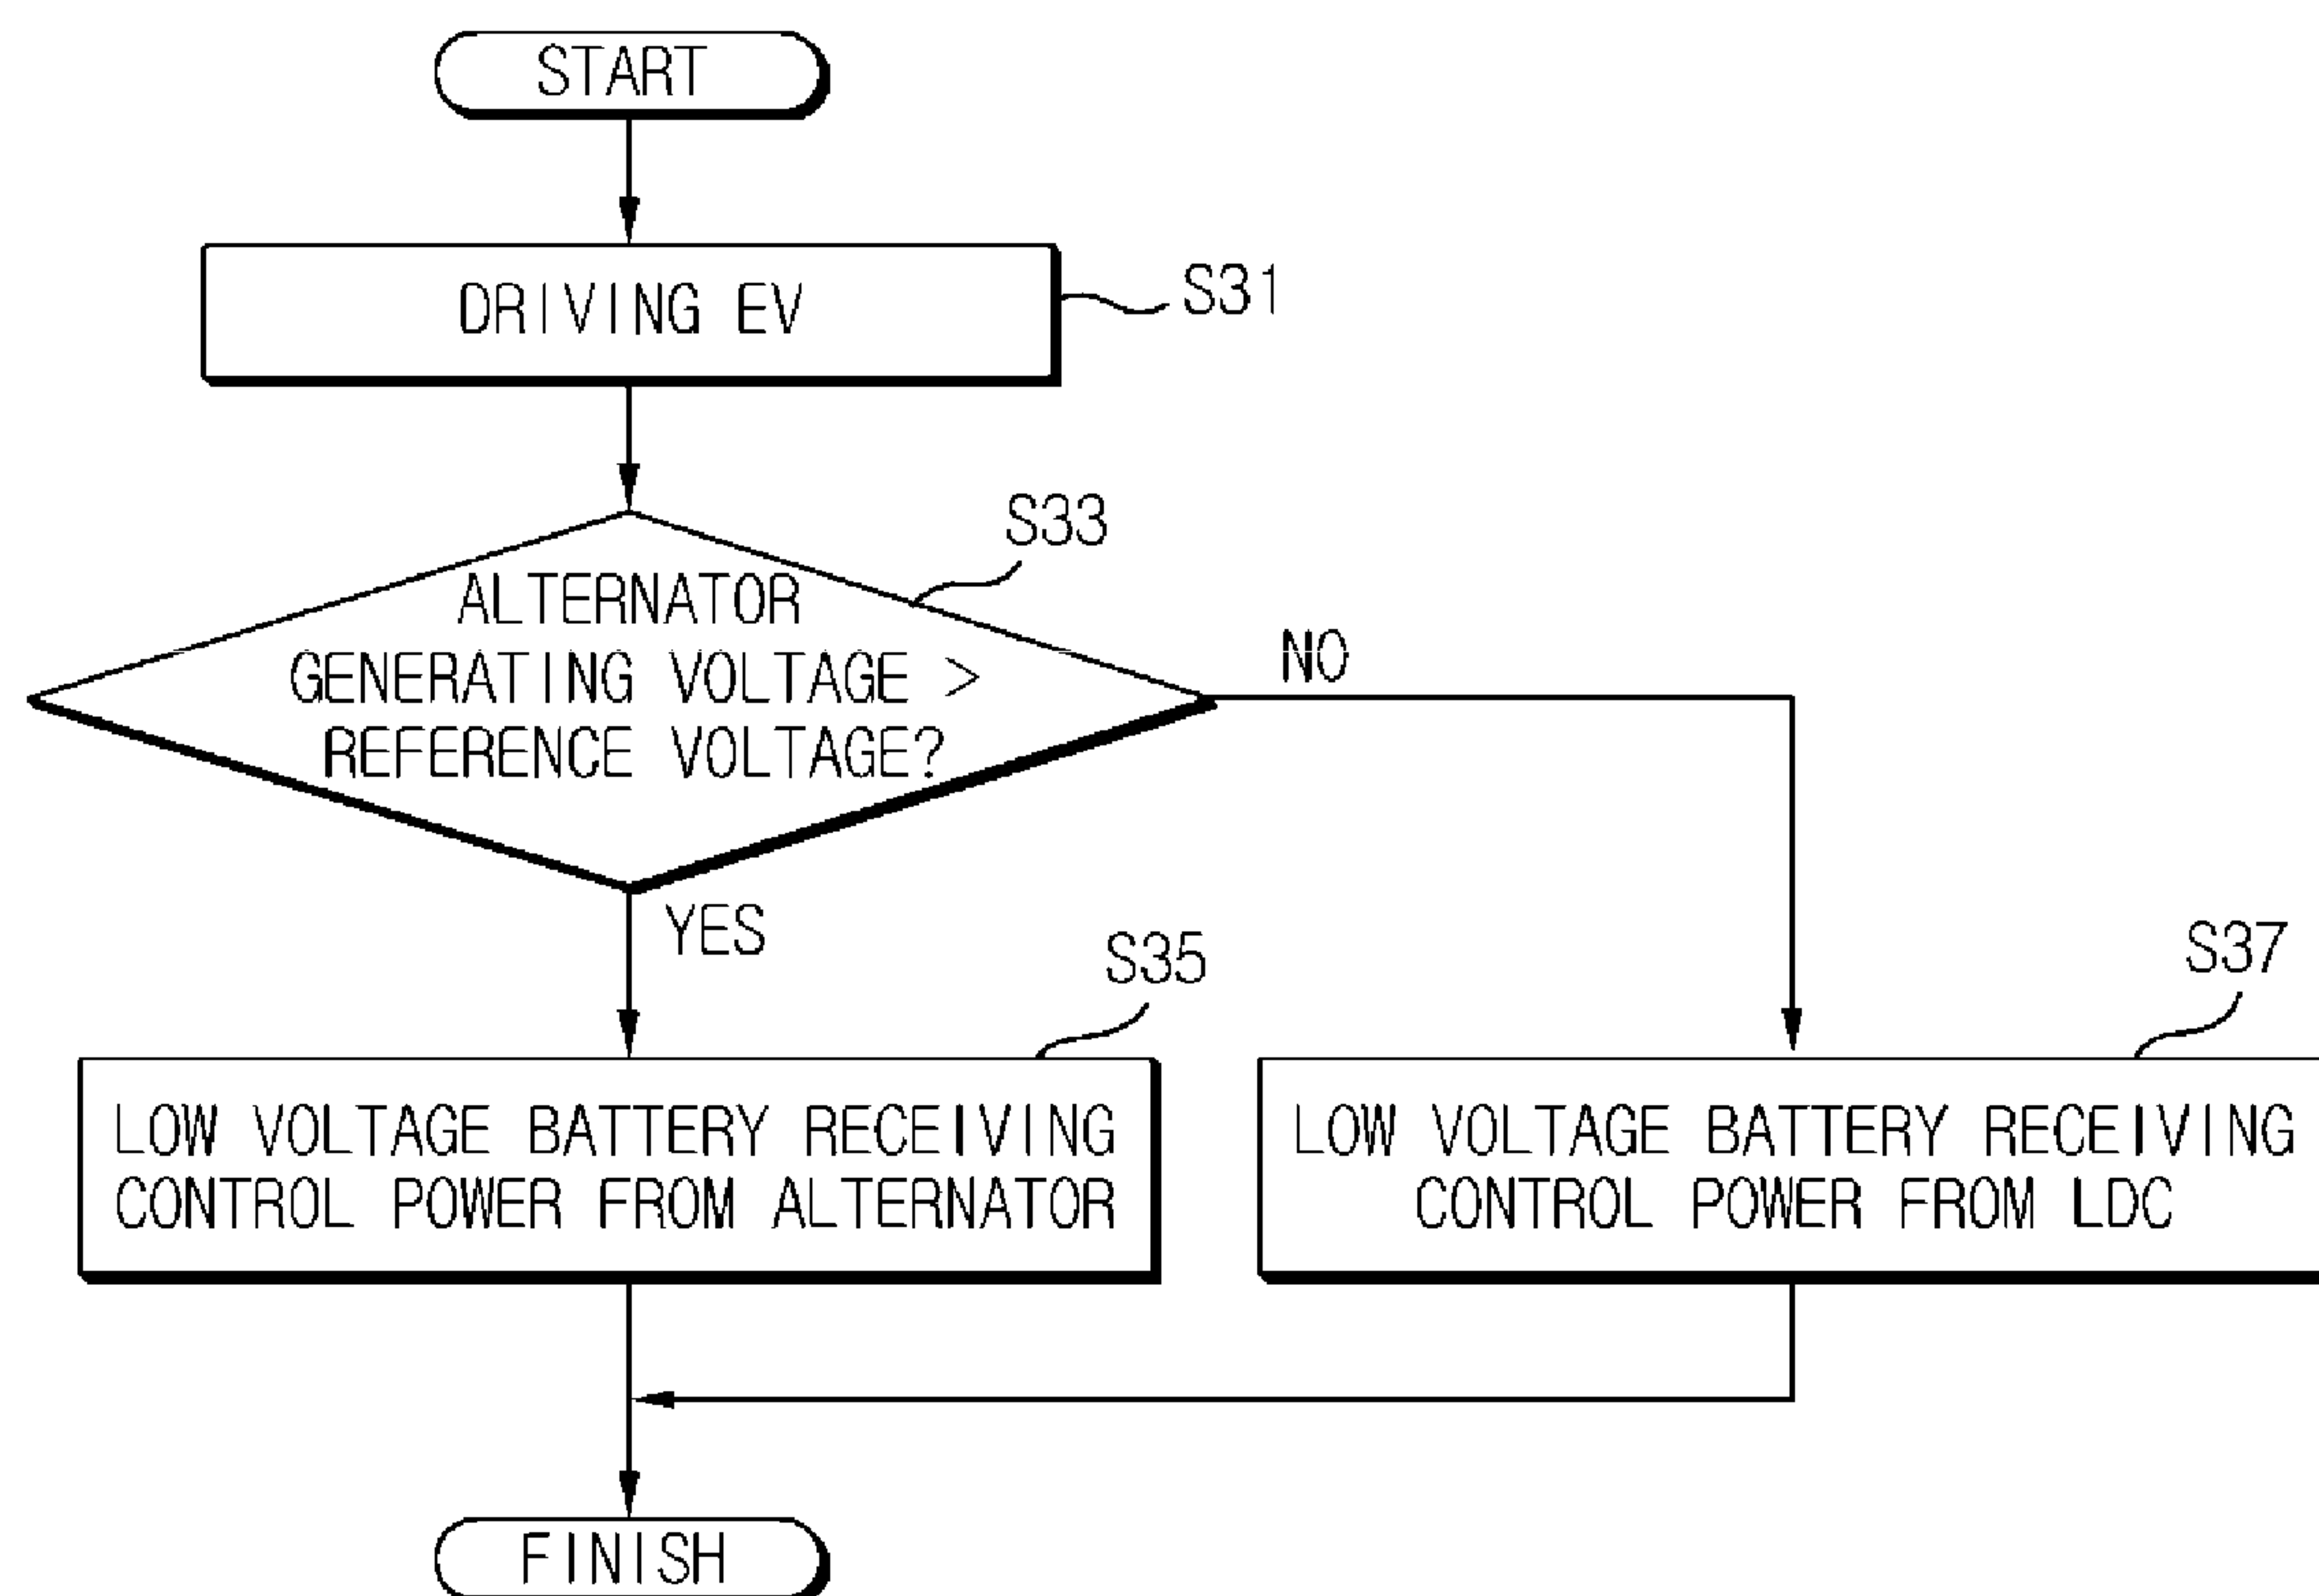 START
DRIVING EV
S31
S33
ALTERNATOR
GENERATING VOLTAGE >
REFERENCE VOLTAGE?
NO
YES
S35
S37
LOW VOLTAGE BATTERY RECEIVING
CONTROL POWER FROM ALTERNATOR
LOW VOLTAGE BATTERY RECEIVING
CONTROL POWER FROM LDC
FINISH